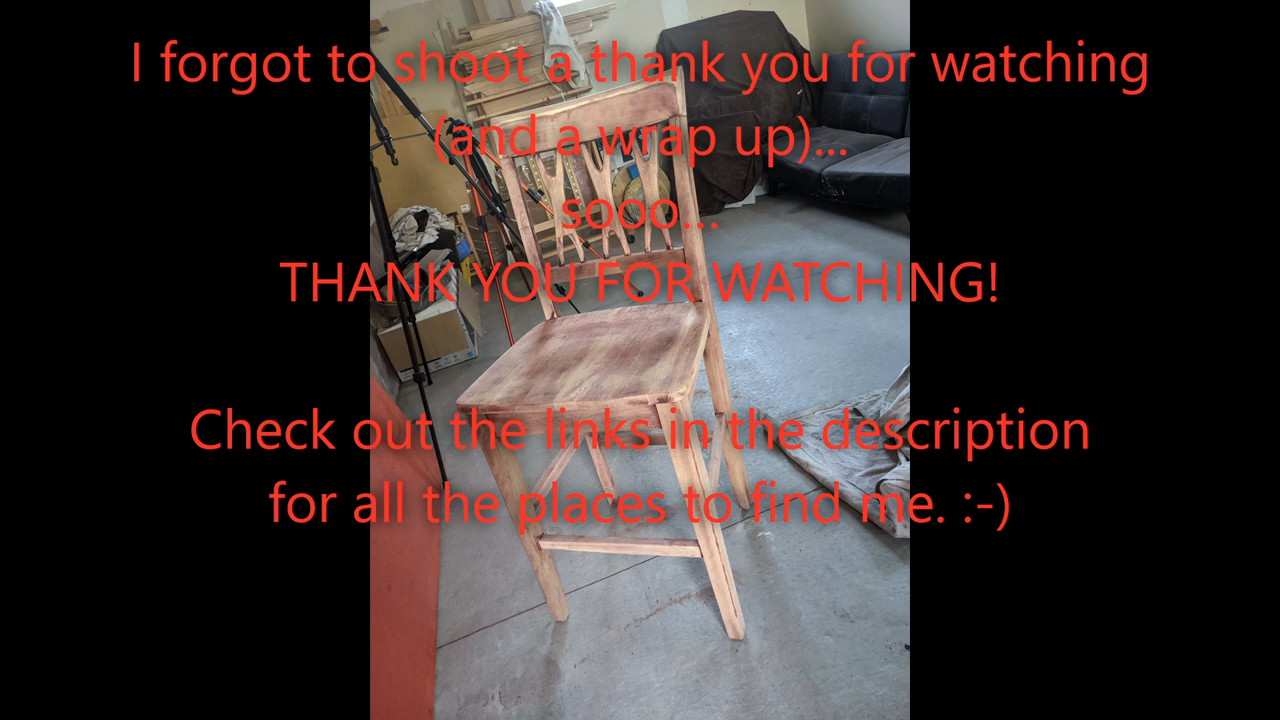 I forgot to shoot a thank you for watching
(and a wrap up)...
sooo...
THANK YOU FOR WATCHING!
Check out the links in the description
for all the places to find me. :-)